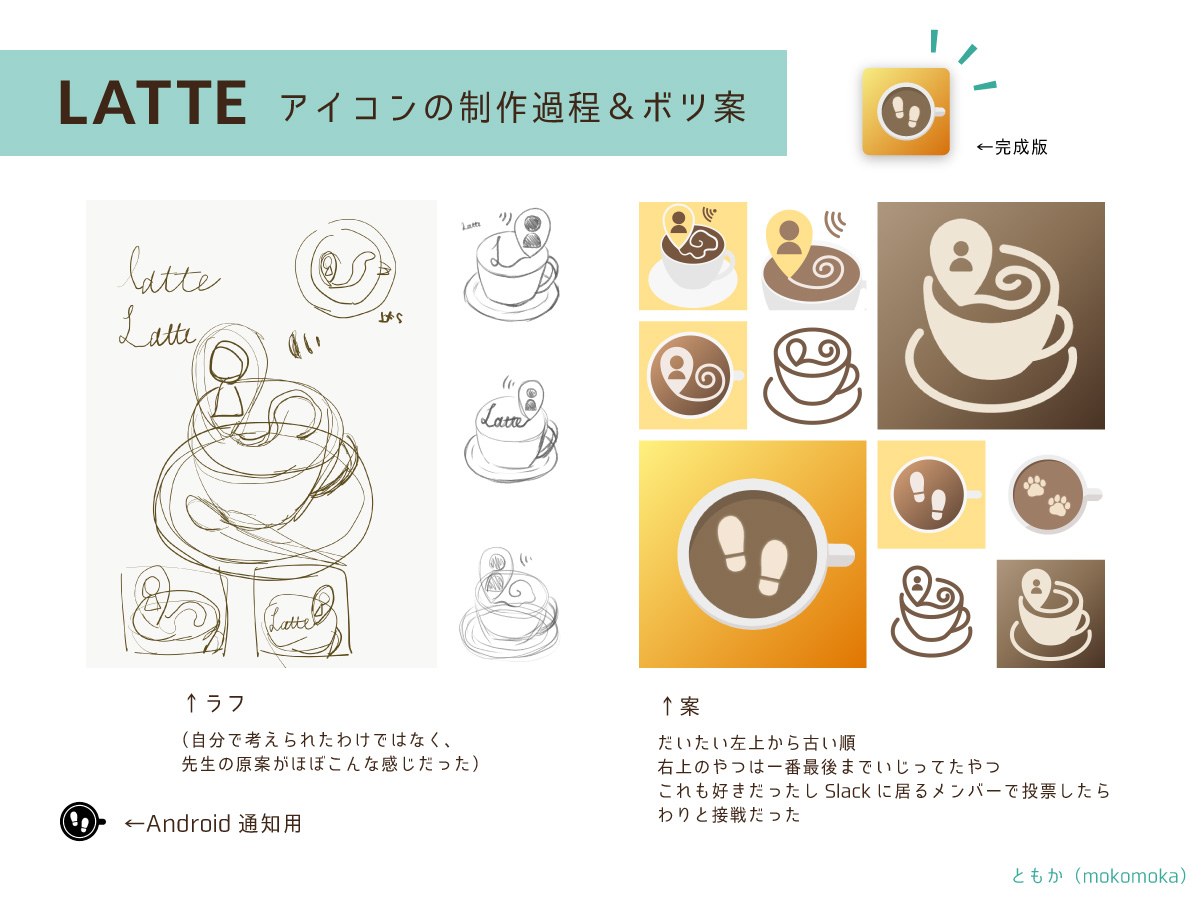 LATTE アイコンの制作過程＆ボツ案
←完成版
latte
Latte
Latte
Latte
Latte
L
Latte
↑ラフ
（自分で考えられたわけではなく、
先生の原案がほぼこんな感じだった）
←Android 通知用
↑案
だいたい左上から古い順
右上のやつは一番最後までいじってたやつ
これも好きだったし Slack に居るメンバーで投票したら
わりと接戦だった
ともか（mokomoka）